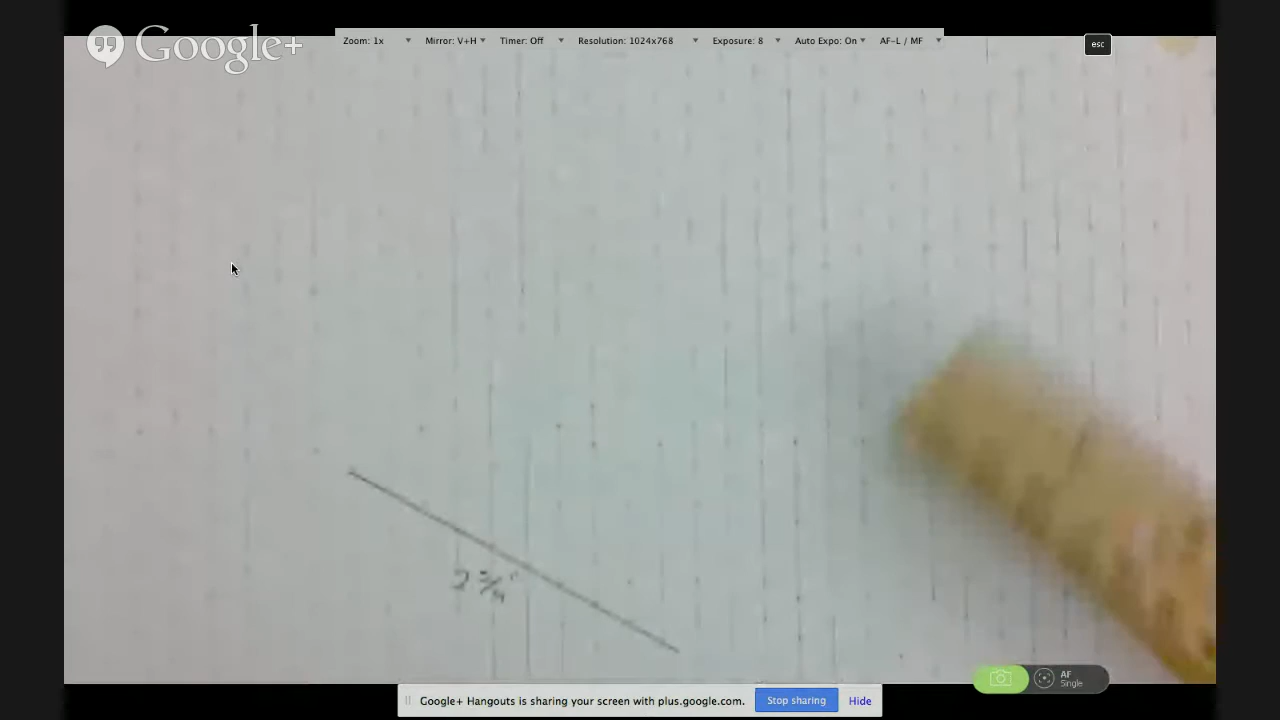 Google+
Zoom: 1x Mirror: V+H Timer: Off Resolution: 1024x768 Exposure: 8 Auto Expo: On AF-L / MF
esc
2 3/4"
AF
Single
Google+ Hangouts is sharing your screen with plus.google.com. Stop sharing Hide